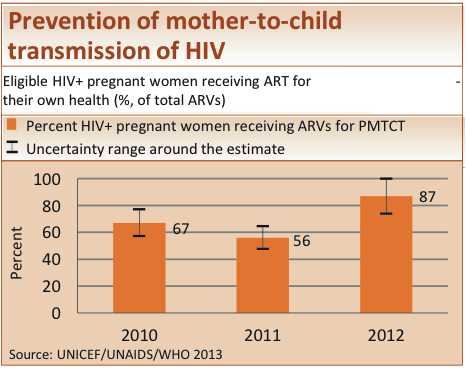 Prevention of mother-to-child
transmission of HIV
Eligible HIV+ pregnant women receiving ART for -
their own health (%, of total ARVs)
Percent HIV+ pregnant women receiving ARVs for PMTCT
Uncertainty range around the estimate
Percent
100
80
60
40
20
0
67
56
87
2010 2011 2012
Source: UNICEF/UNAIDS/WHO 2013